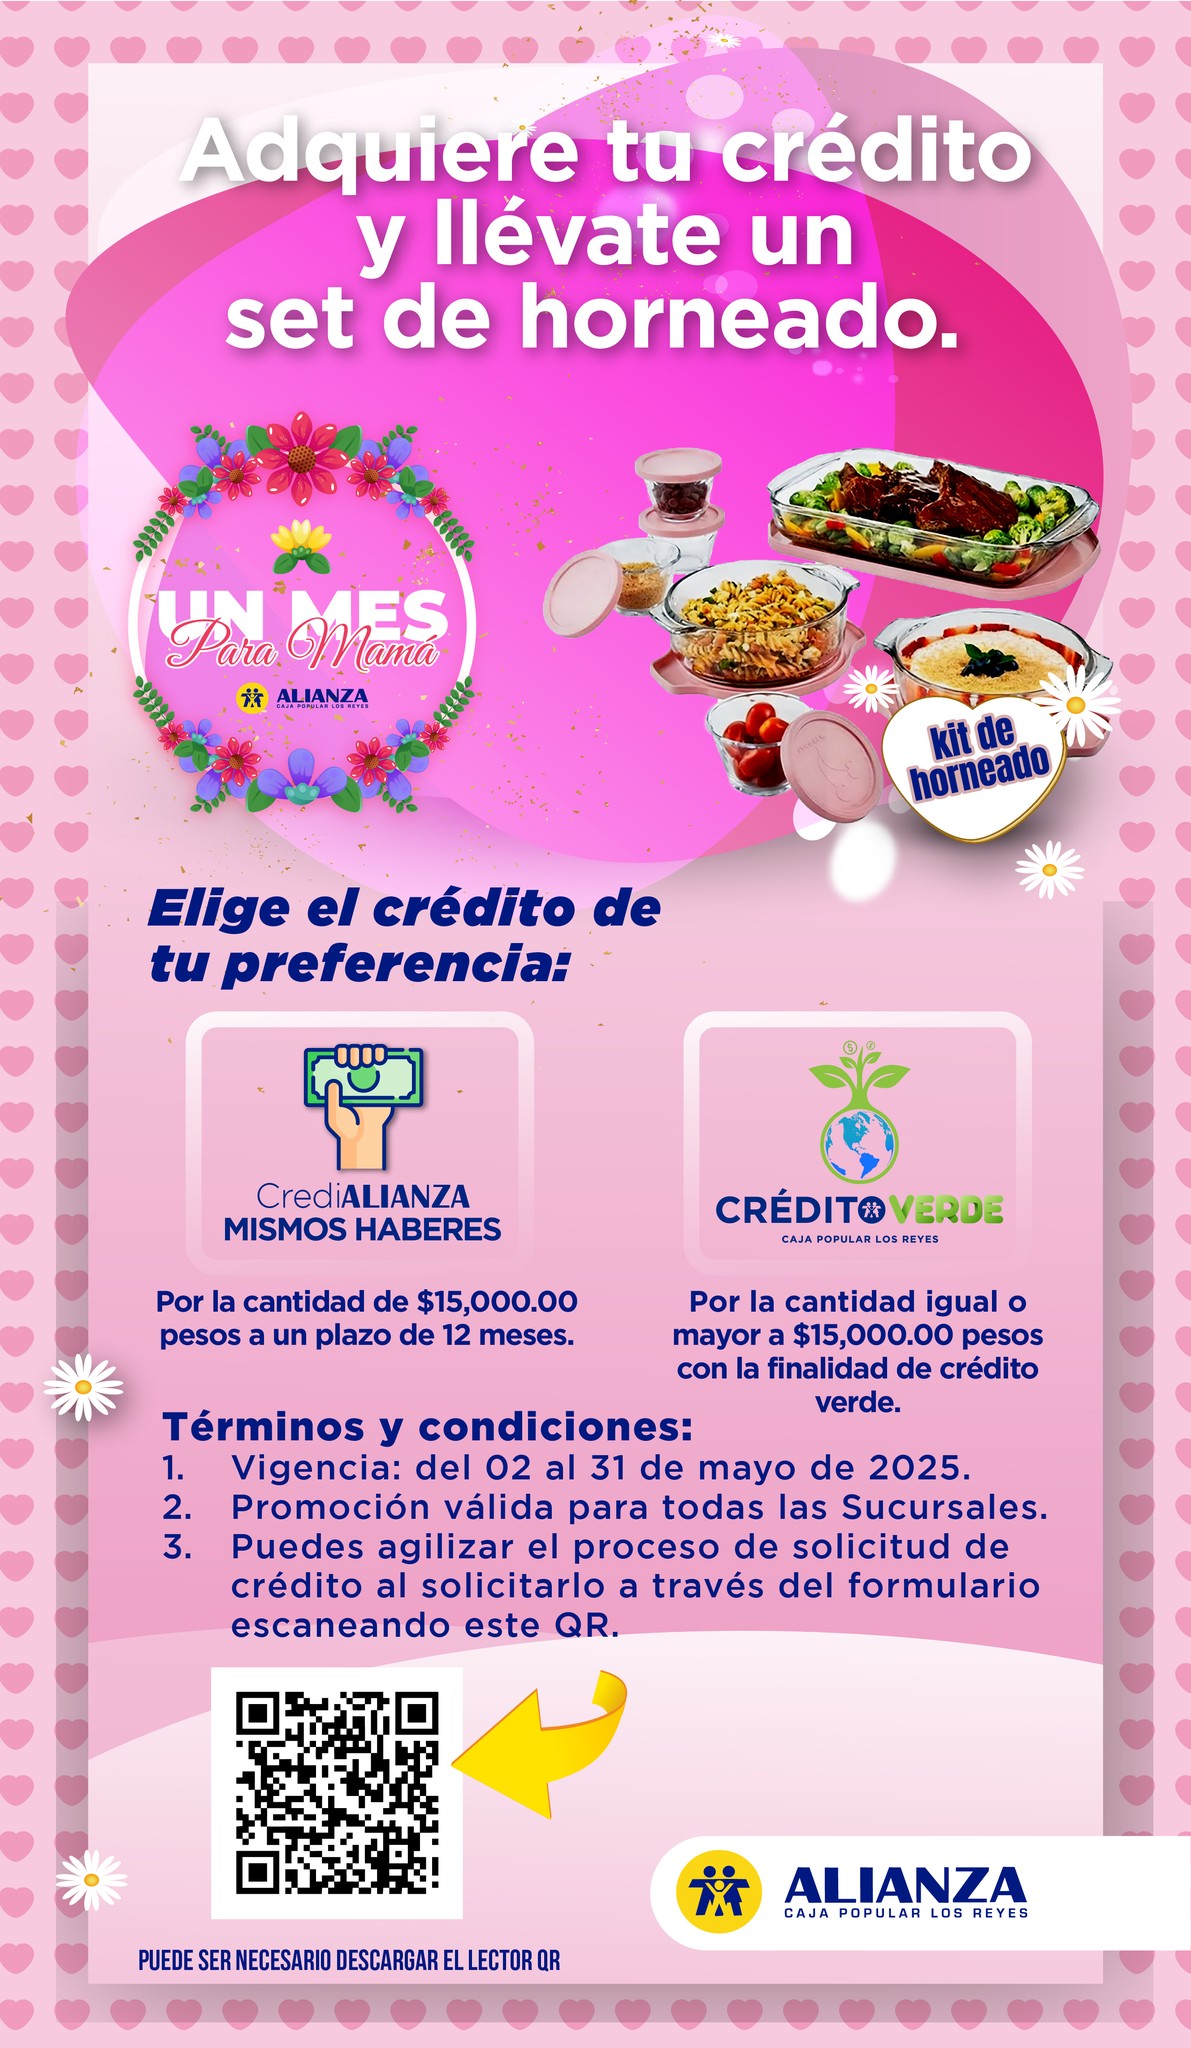 Adquiere tu crédito
y llévate un
set de horneado.
UN MES
Para Mamá
ALIANZA
CAJA POPULAR LOS REYES
kit de
horneado
Elige el crédito de
tu preferencia:
CrediALIANZA
MISMOS HABERES
Por la cantidad de $15,000.00
pesos a un plazo de 12 meses.
CRÉDITO VERDE
CAJA POPULAR LOS REYES
Por la cantidad igual o
mayor a $15,000.00 pesos
con la finalidad de crédito
verde.
Términos y condiciones:
1. Vigencia: del 02 al 31 de mayo de 2025.
2. Promoción válida para todas las Sucursales.
3. Puedes agilizar el proceso de solicitud de
crédito al solicitarlo a través del formulario
escaneando este QR.
PUEDE SER NECESARIO DESCARGAR EL LECTOR QR
ALIANZA
CAJA POPULAR LOS REYES